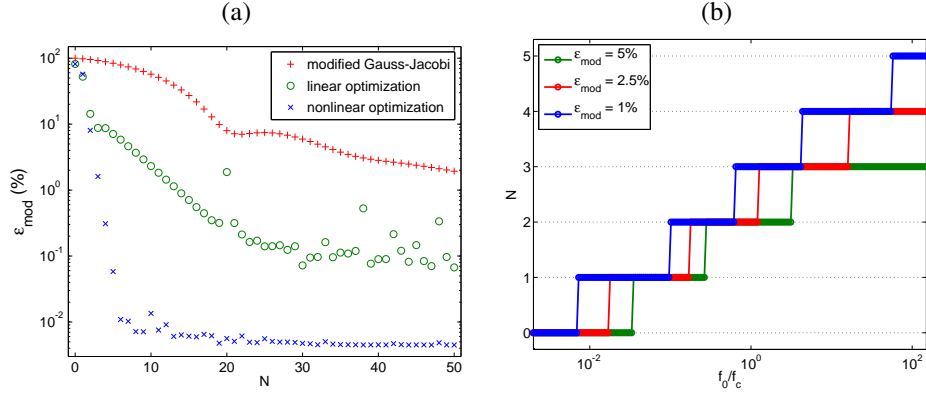 (a)
(b)
10^2
10^1
10^0
10^-1
10^-2
ε_mod (%)
0
10
20
30
40
50
N
modified Gauss-Jacobi
linear optimization
nonlinear optimization
5
4
3
2
1
0
N
10^-2
10^0
10^2
f_0/f_c
ε_mod = 5%
ε_mod = 2.5%
ε_mod = 1%